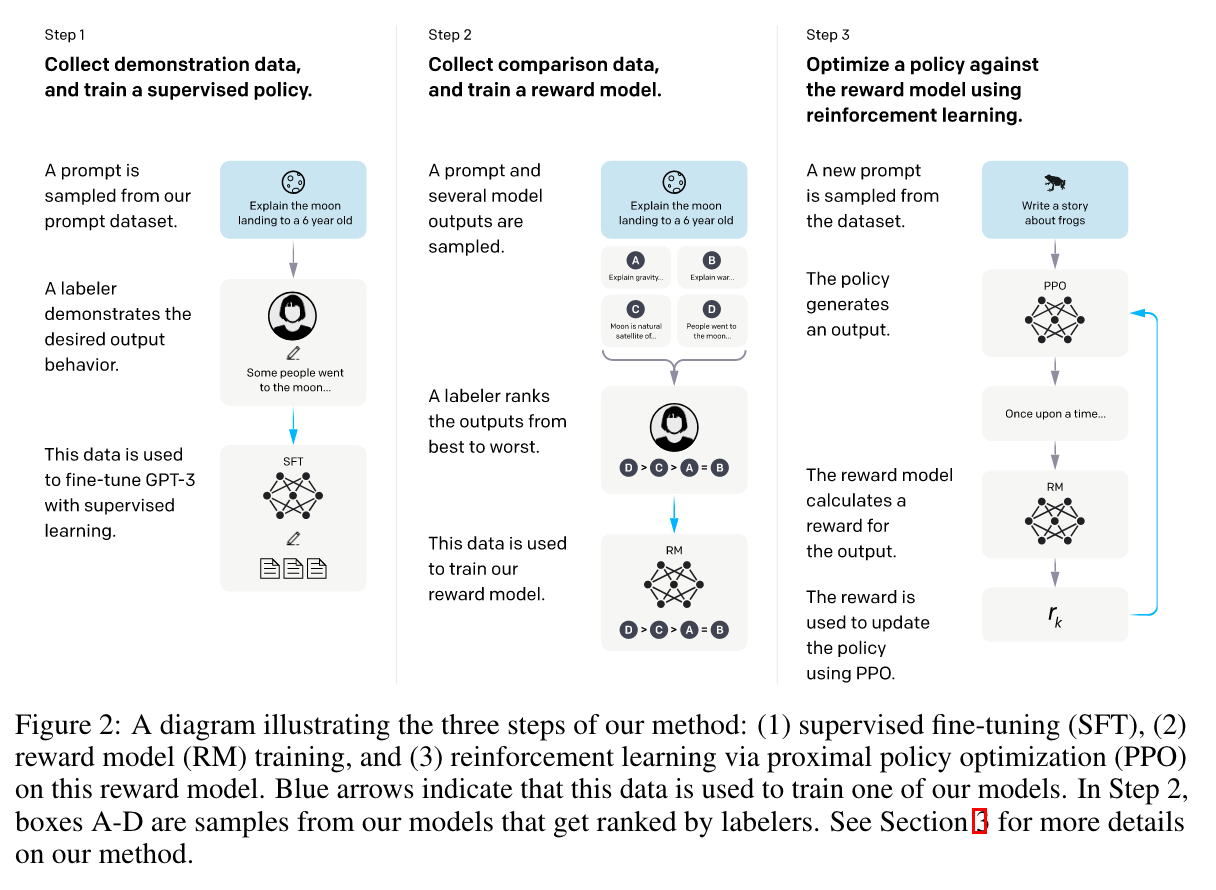 Step 1
Collect demonstration data,
and train a supervised policy.
A prompt is
sampled from our
prompt dataset.
Explain the moon
landing to a 6 year old
A labeler
demonstrates the
desired output
behavior.
Some people went
to the moon...
This data is used
to fine-tune GPT-3
with supervised
learning.
SFT
Step 2
Collect comparison data,
and train a reward model.
A prompt and
several model
outputs are
sampled.
Explain the moon
landing to a 6 year old
A
Explain gravity...
B
Explain war...
C
Moon is natural
satellite of...
D
People went to
the moon...
A labeler ranks
the outputs from
best to worst.
D > C > A = B
This data is used
to train our
reward model.
RM
D > C > A = B
Step 3
Optimize a policy against
the reward model using
reinforcement learning.
A new prompt
is sampled from
the dataset.
Write a story
about frogs
The policy
generates
an output.
PPO
Once upon a time...
The reward model
calculates a
reward for
the output.
RM
The reward is
used to update
the policy
using PPO.
rk
Figure 2: A diagram illustrating the three steps of our method: (1) supervised fine-tuning (SFT), (2)
reward model (RM) training, and (3) reinforcement learning via proximal policy optimization (PPO)
on this reward model. Blue arrows indicate that this data is used to train one of our models. In Step 2,
boxes A-D are samples from our models that get ranked by labelers. See Section 3 for more details
on our method.